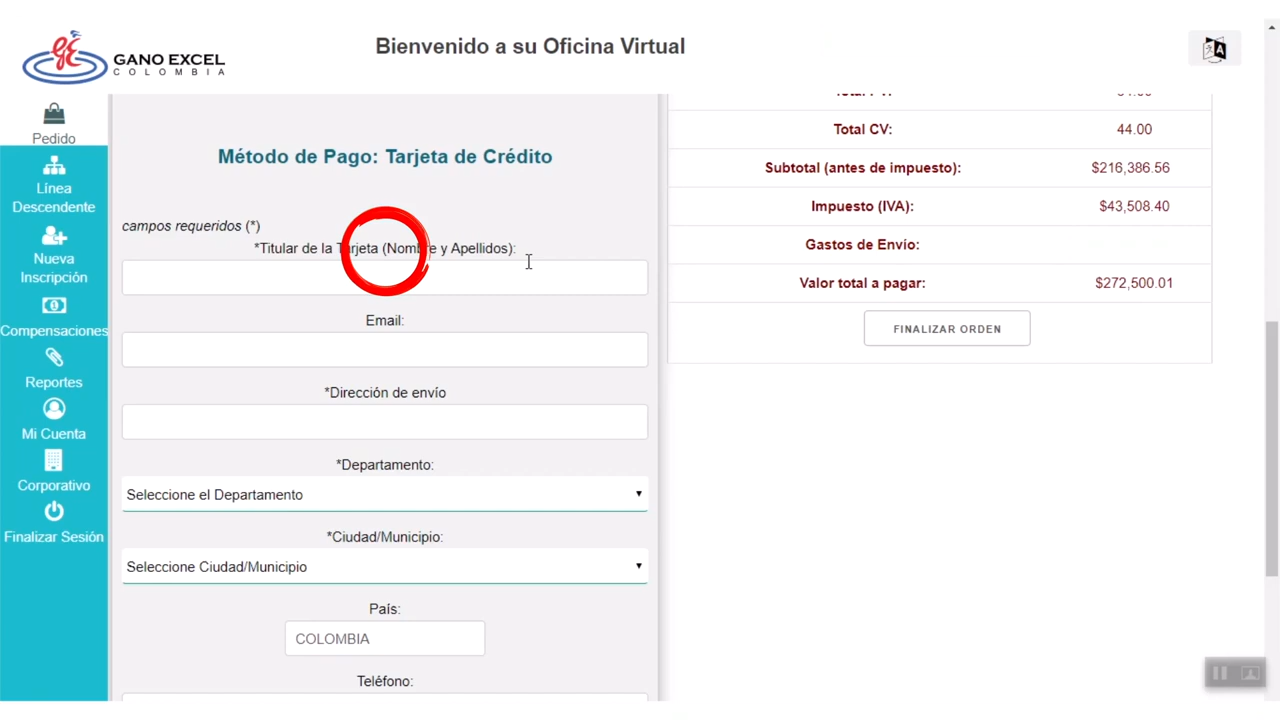 GANO EXCEL
COLOMBIA
Bienvenido a su Oficina Virtual
Pedido
Línea
Descendente
Nueva
Inscripción
Compensaciones
Reportes
Mi Cuenta
Corporativo
Finalizar Sesión
Método de Pago: Tarjeta de Crédito
campos requeridos (*)
*Titular de la Tarjeta (Nombre y Apellidos):
Email:
*Dirección de envío
*Departamento:
Seleccione el Departamento
*Ciudad/Municipio:
Seleccione Ciudad/Municipio
País:
COLOMBIA
Teléfono:
Total CV: 44.00
Subtotal (antes de impuesto): $216,386.56
Impuesto (IVA): $43,508.40
Gastos de Envío:
Valor total a pagar: $272,500.01
FINALIZAR ORDEN